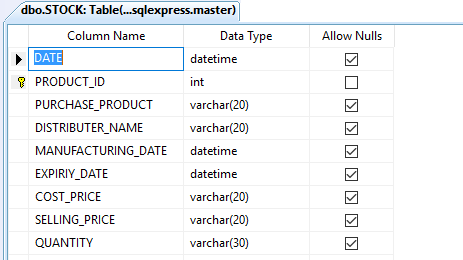 dbo.STOCK: Table(...sqlexpress.master)
Column Name Data Type Allow Nulls
DATE datetime
PRODUCT_ID int
PURCHASE_PRODUCT varchar(20)
DISTRIBUTER_NAME varchar(20)
MANUFACTURING_DATE datetime
EXPIRIY_DATE datetime
COST_PRICE varchar(20)
SELLING_PRICE varchar(20)
QUANTITY varchar(30)